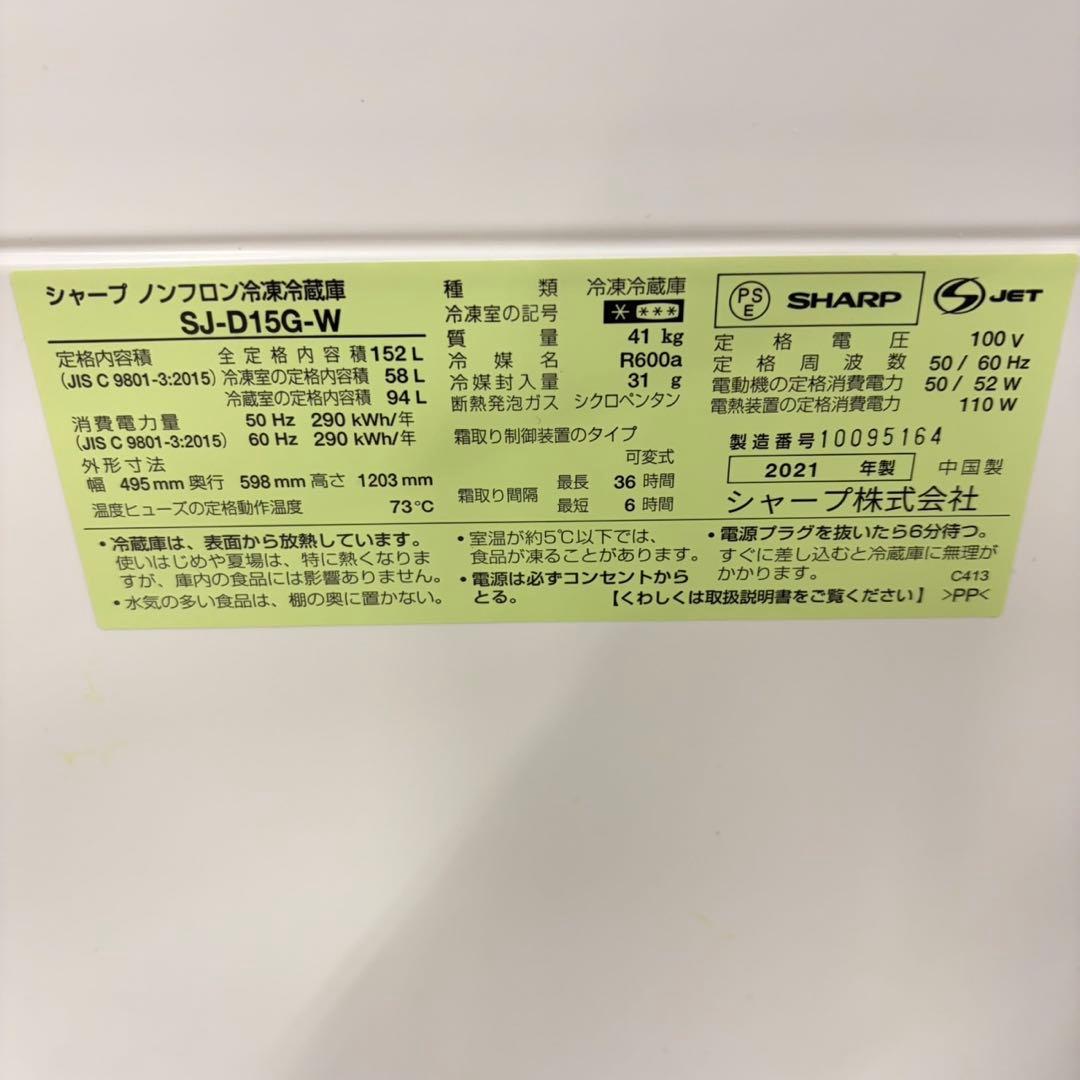 シャープ ノンフロン冷凍冷蔵庫
SJ-D15G-W
定格内容積 全定格内容積 152 L
(JIS C 9801-3:2015) 冷凍室の定格内容積 58 L
冷蔵室の定格内容積 94 L
消費電力量 50 Hz 290 kWh/年
(JIS C 9801-3:2015) 60 Hz 290 kWh/年
外形寸法
幅 495 mm 奥行 598 mm 高さ 1203 mm
温度ヒューズの定格動作温度 73℃
種類 冷凍冷蔵庫
冷凍室の記号 * ***
質量 41 kg
冷媒名 R600a
冷媒封入量 31 g
断熱発泡ガス シクロペンタン
霜取り制御装置のタイプ
可変式
霜取り間隔 最長 36 時間
最短 6 時間
PSE SHARP S JET
定格電圧 100 V
定格周波数 50 / 60 Hz
電動機の定格消費電力 50 / 52 W
電熱装置の定格消費電力 110 W
製造番号 10095164
2021 年製 中国製
シャープ株式会社
・冷蔵庫は、表面から放熱しています。
使いはじめや夏場は、特に熱くなりま
すが、庫内の食品には影響ありません。
・水気の多い食品は、棚の奥に置かない。
・室温が約5℃以下では、
食品が凍ることがあります。
・電源は必ずコンセントから
とる。
・電源プラグを抜いたら6分待つ。
すぐに差し込むと冷蔵庫に無理が
かかります。 C413
【くわしくは取扱説明書をご覧ください】 >PP<